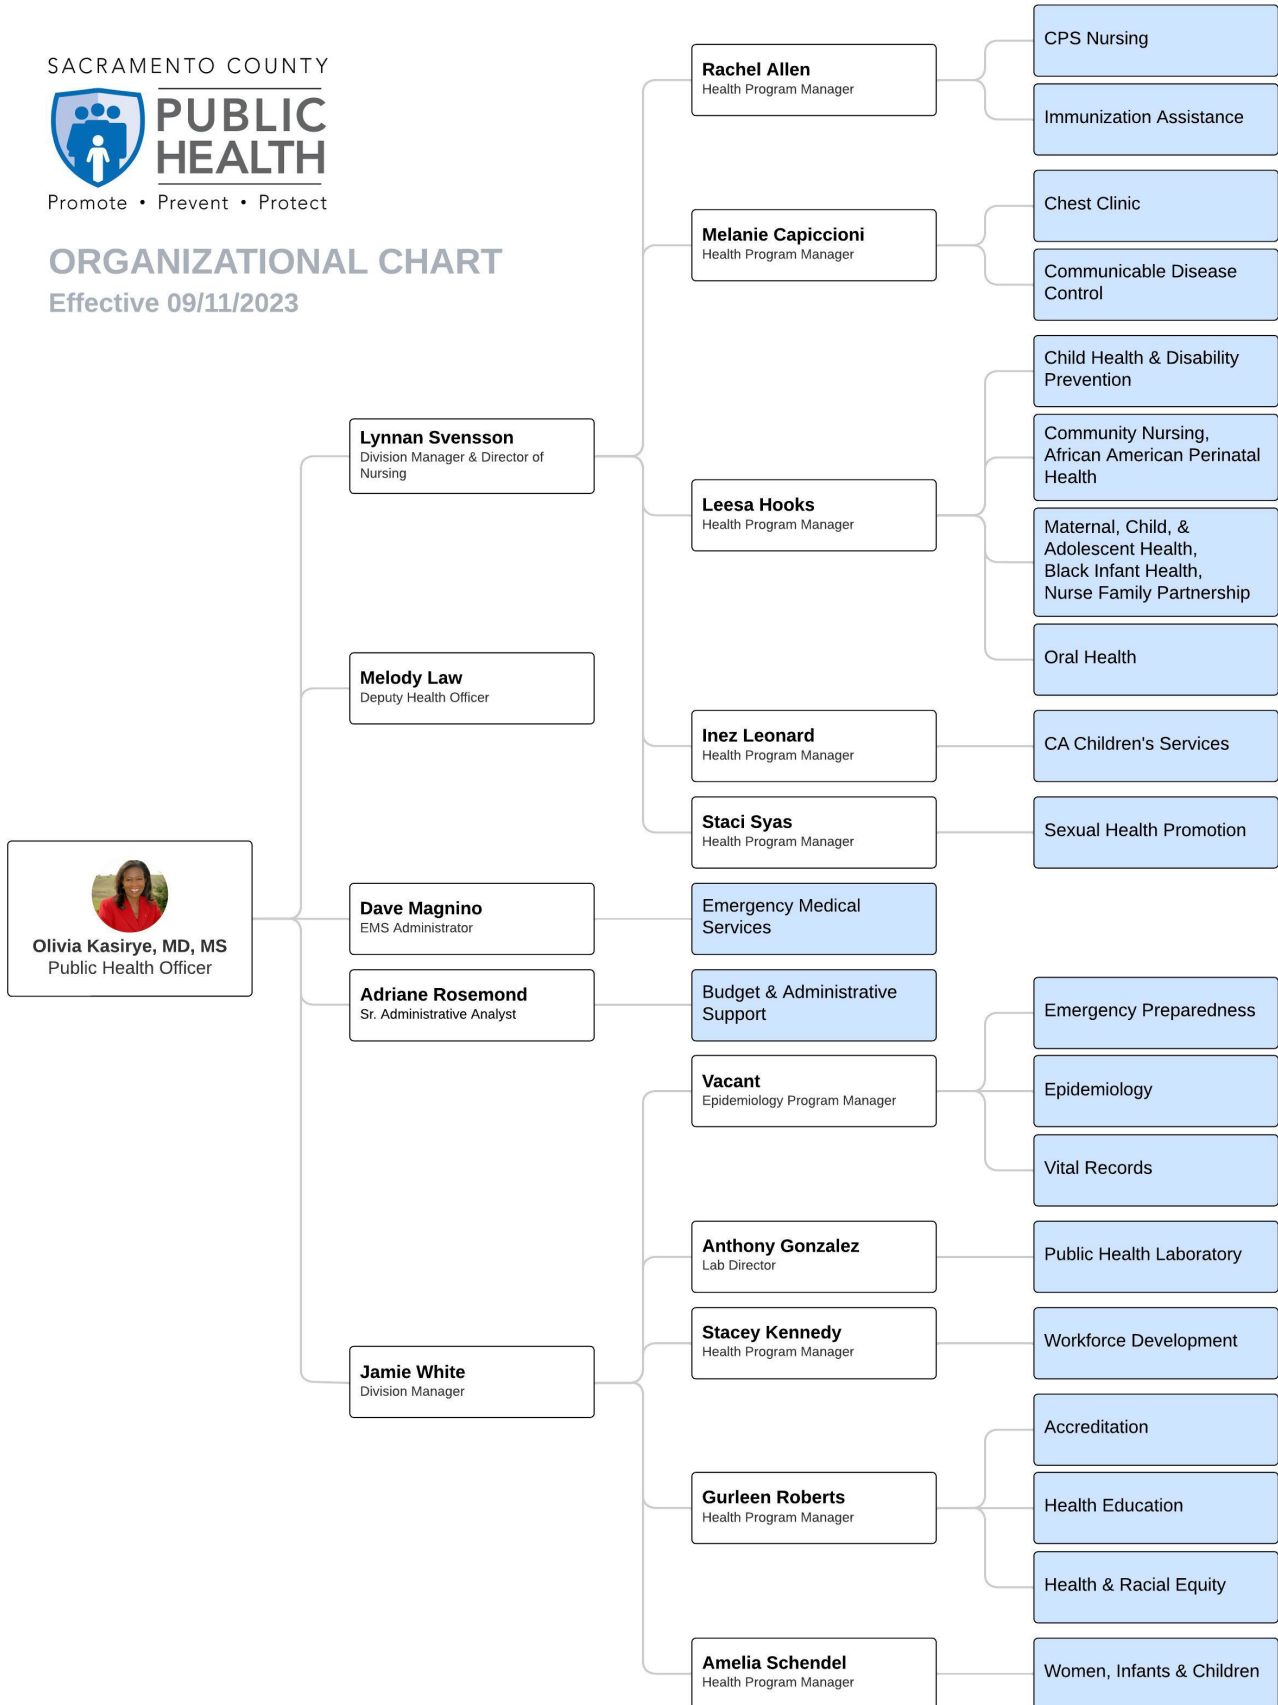 SACRAMENTO COUNTY
PUBLIC
HEALTH
Promote • Prevent • Protect
ORGANIZATIONAL CHART
Effective 09/11/2023
Olivia Kasirye, MD, MS
Public Health Officer
Lynnan Svensson
Division Manager & Director of
Nursing
Rachel Allen
Health Program Manager
CPS Nursing
Immunization Assistance
Melanie Capiccioni
Health Program Manager
Chest Clinic
Communicable Disease
Control
Leesa Hooks
Health Program Manager
Child Health & Disability
Prevention
Community Nursing,
African American Perinatal
Health
Maternal, Child, &
Adolescent Health,
Black Infant Health,
Nurse Family Partnership
Oral Health
Inez Leonard
Health Program Manager
CA Children's Services
Staci Syas
Health Program Manager
Sexual Health Promotion
Melody Law
Deputy Health Officer
Dave Magnino
EMS Administrator
Emergency Medical
Services
Adriane Rosemond
Sr. Administrative Analyst
Budget & Administrative
Support
Jamie White
Division Manager
Vacant
Epidemiology Program Manager
Emergency Preparedness
Epidemiology
Vital Records
Anthony Gonzalez
Lab Director
Public Health Laboratory
Stacey Kennedy
Health Program Manager
Workforce Development
Gurleen Roberts
Health Program Manager
Accreditation
Health Education
Health & Racial Equity
Amelia Schendel
Health Program Manager
Women, Infants & Children